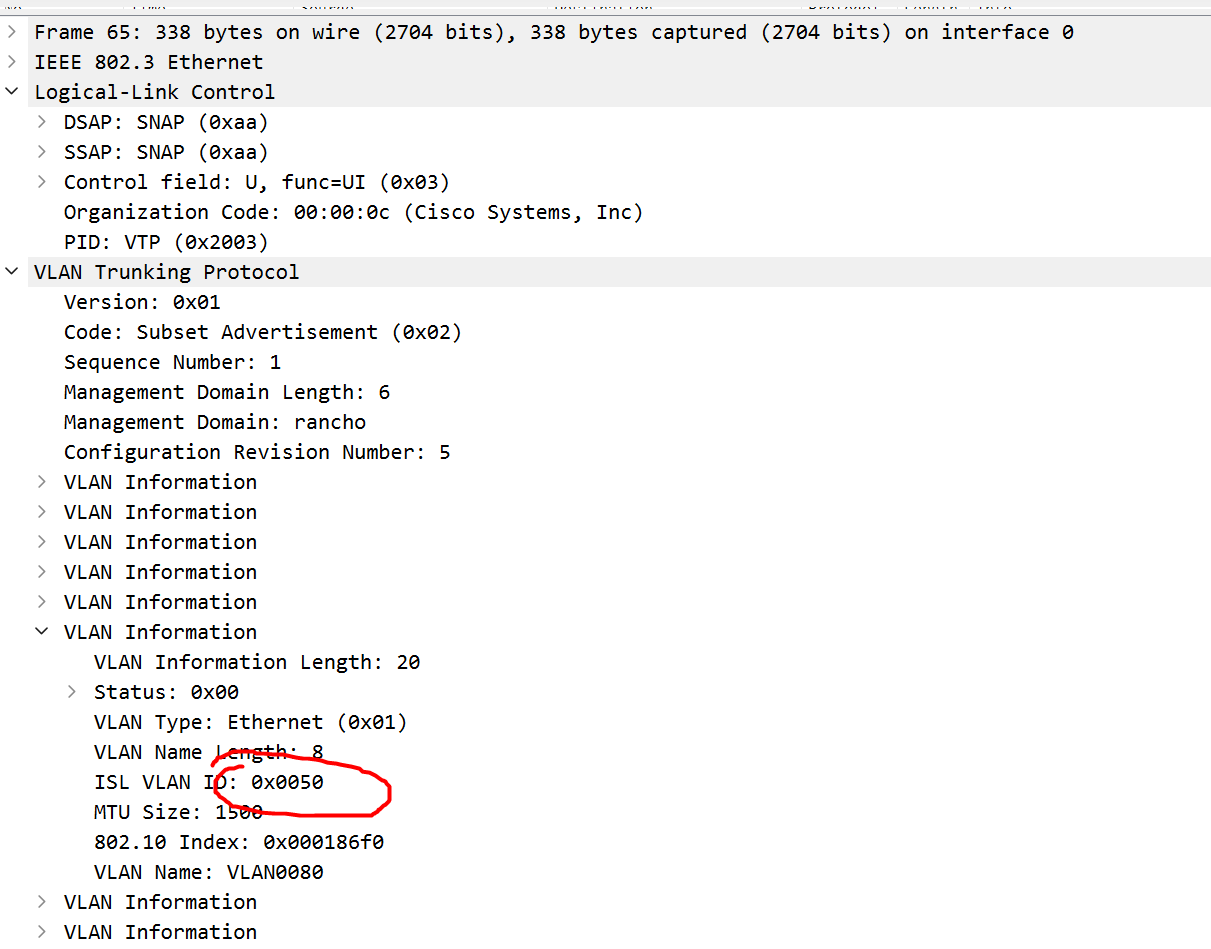 Frame 65: 338 bytes on wire (2704 bits), 338 bytes captured (2704 bits) on interface 0
IEEE 802.3 Ethernet
Logical-Link Control
DSAP: SNAP (0xaa)
SSAP: SNAP (0xaa)
Control field: U, func=UI (0x03)
Organization Code: 00:00:0c (Cisco Systems, Inc)
PID: VTP (0x2003)
VLAN Trunking Protocol
Version: 0x01
Code: Subset Advertisement (0x02)
Sequence Number: 1
Management Domain Length: 6
Management Domain: rancho
Configuration Revision Number: 5
VLAN Information
VLAN Information
VLAN Information
VLAN Information
VLAN Information
VLAN Information
VLAN Information Length: 20
Status: 0x00
VLAN Type: Ethernet (0x01)
VLAN Name Length: 8
ISL VLAN ID: 0x0050
MTU Size: 1500
802.10 Index: 0x000186f0
VLAN Name: VLAN0080
VLAN Information
VLAN Information